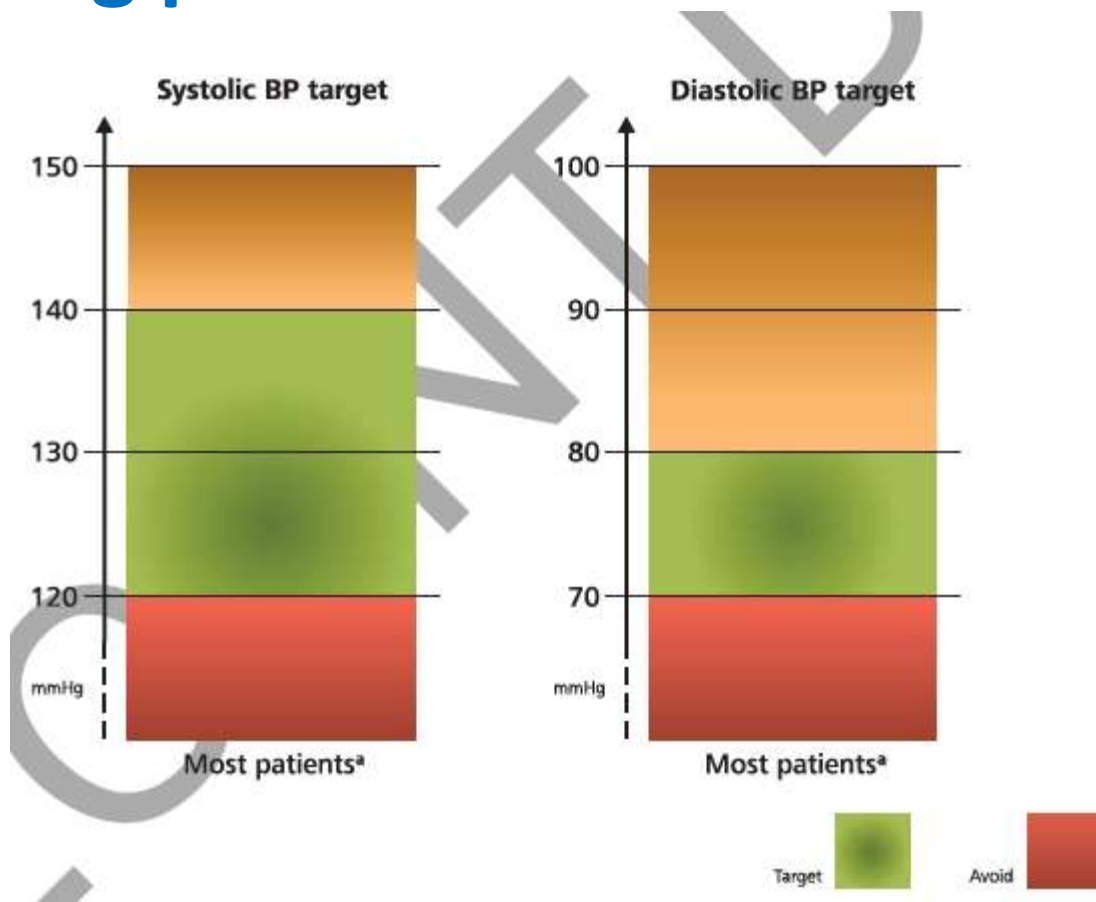 Systolic BP target
150
140
130
120
mmHg
Most patientsª
Diastolic BP target
100
90
80
70
mmHg
Most patientsª
Target
Avoid